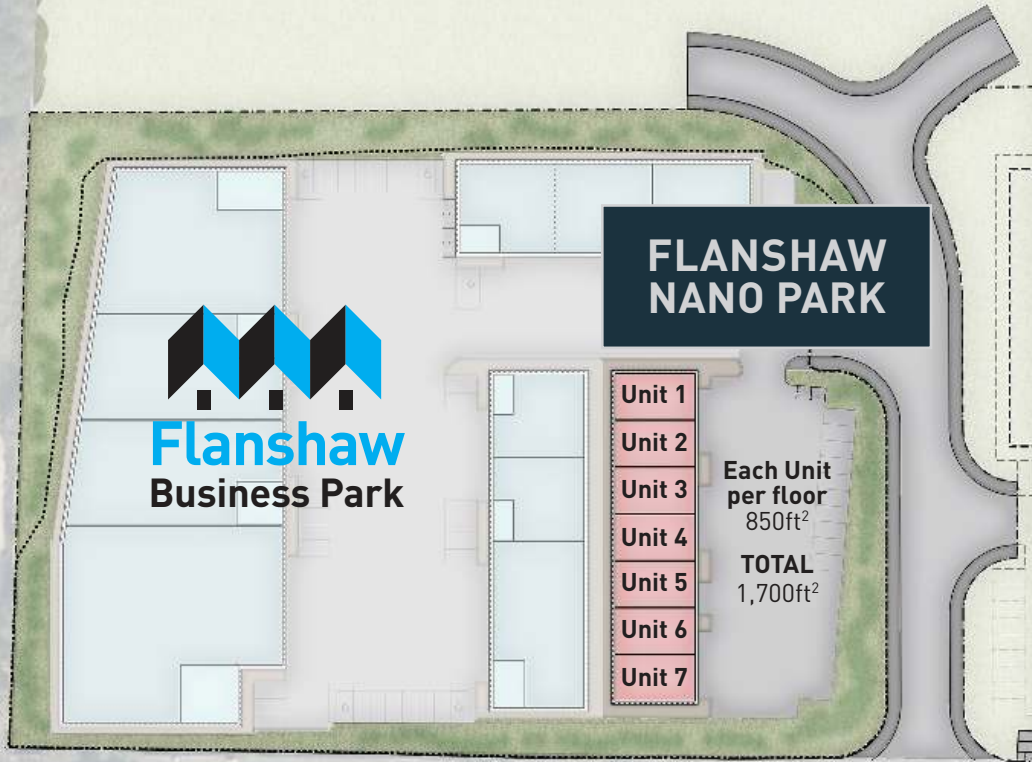 FLANSHAW
NANO PARK
Flanshaw
Business Park
Unit 1
Unit 2
Unit 3
Unit 4
Unit 5
Unit 6
Unit 7
Each Unit
per floor
850ft²
TOTAL
1,700ft²